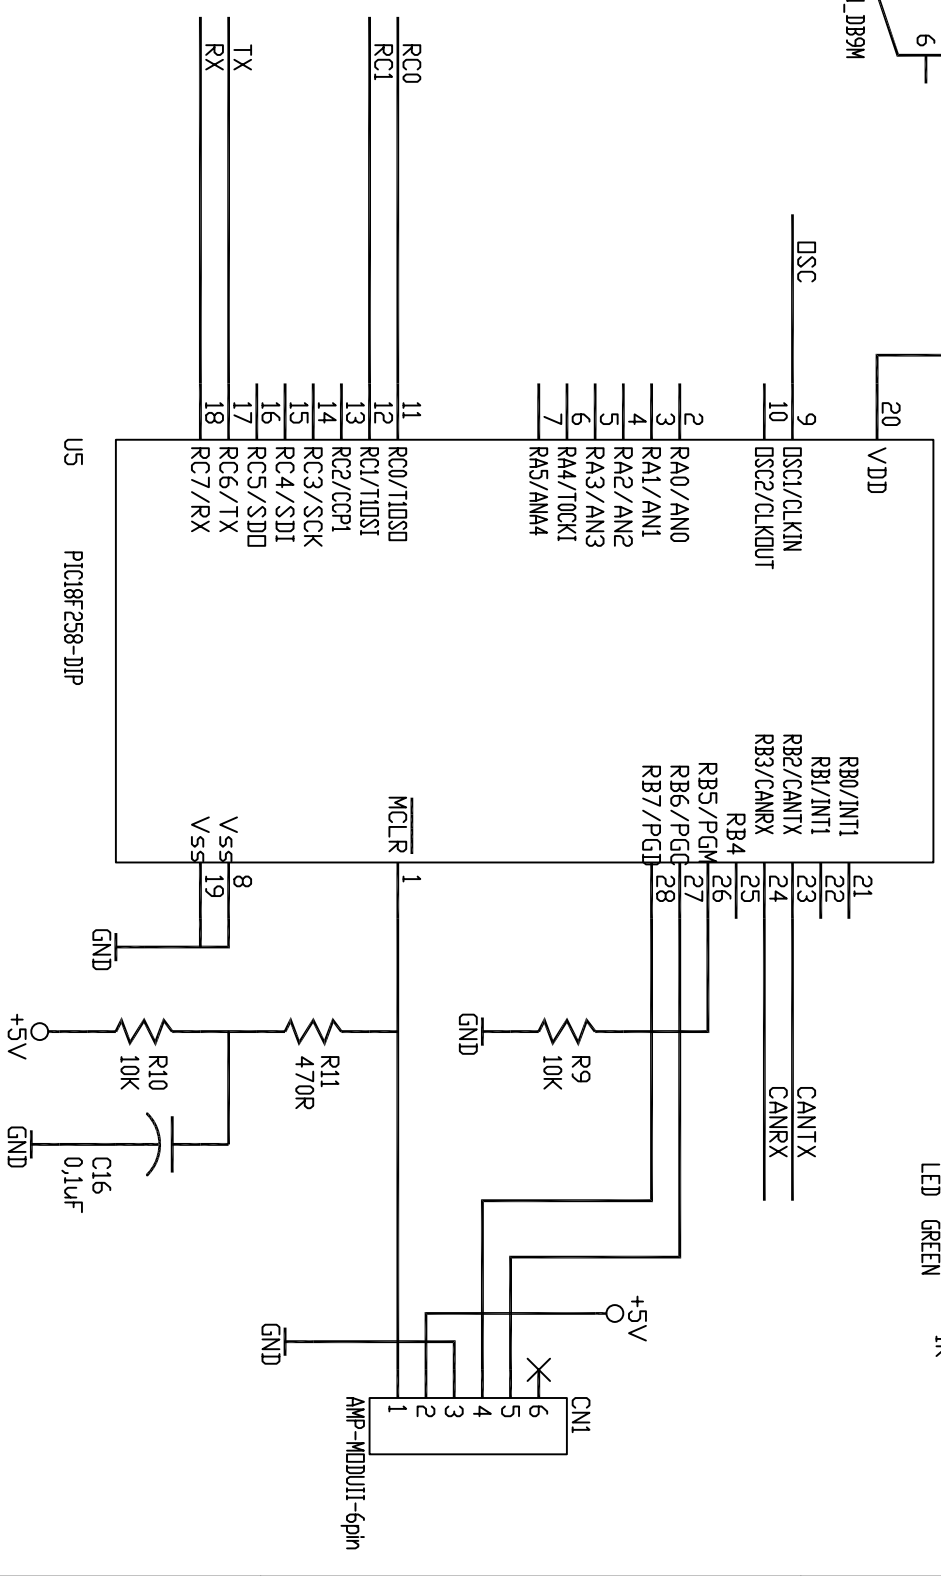 _DB9M
6
TX
RX
RC0
RC1
OSC
20
VDD
9
OSC1/CLKIN
10
OSC2/CLKOUT
2
RA0/AN0
3
RA1/AN1
4
RA2/AN2
5
RA3/AN3
6
RA4/TOCKI
7
RA5/ANA4
11
RC0/T1OSO
12
RC1/T1OSI
13
RC2/CCP1
14
RC3/SCK
15
RC4/SDI
16
RC5/SDO
17
RC6/TX
18
RC7/RX
U5
PIC18F258-DIP
RB0/INT1
21
RB1/INT1
22
RB2/CANTX
23
RB3/CANRX
24
RB4
25
RB5/PGM
26
RB6/PGC
27
RB7/PGD
28
MCLR
1
Vss
8
Vss
19
GND
CANTX
CANRX
GND
R9
10K
R11
470R
R10
10K
+5V
C16
0,1uF
GND
LED GREEN
+5V
GND
CN1
6
5
4
3
2
1
AMP-MODUII-6pin